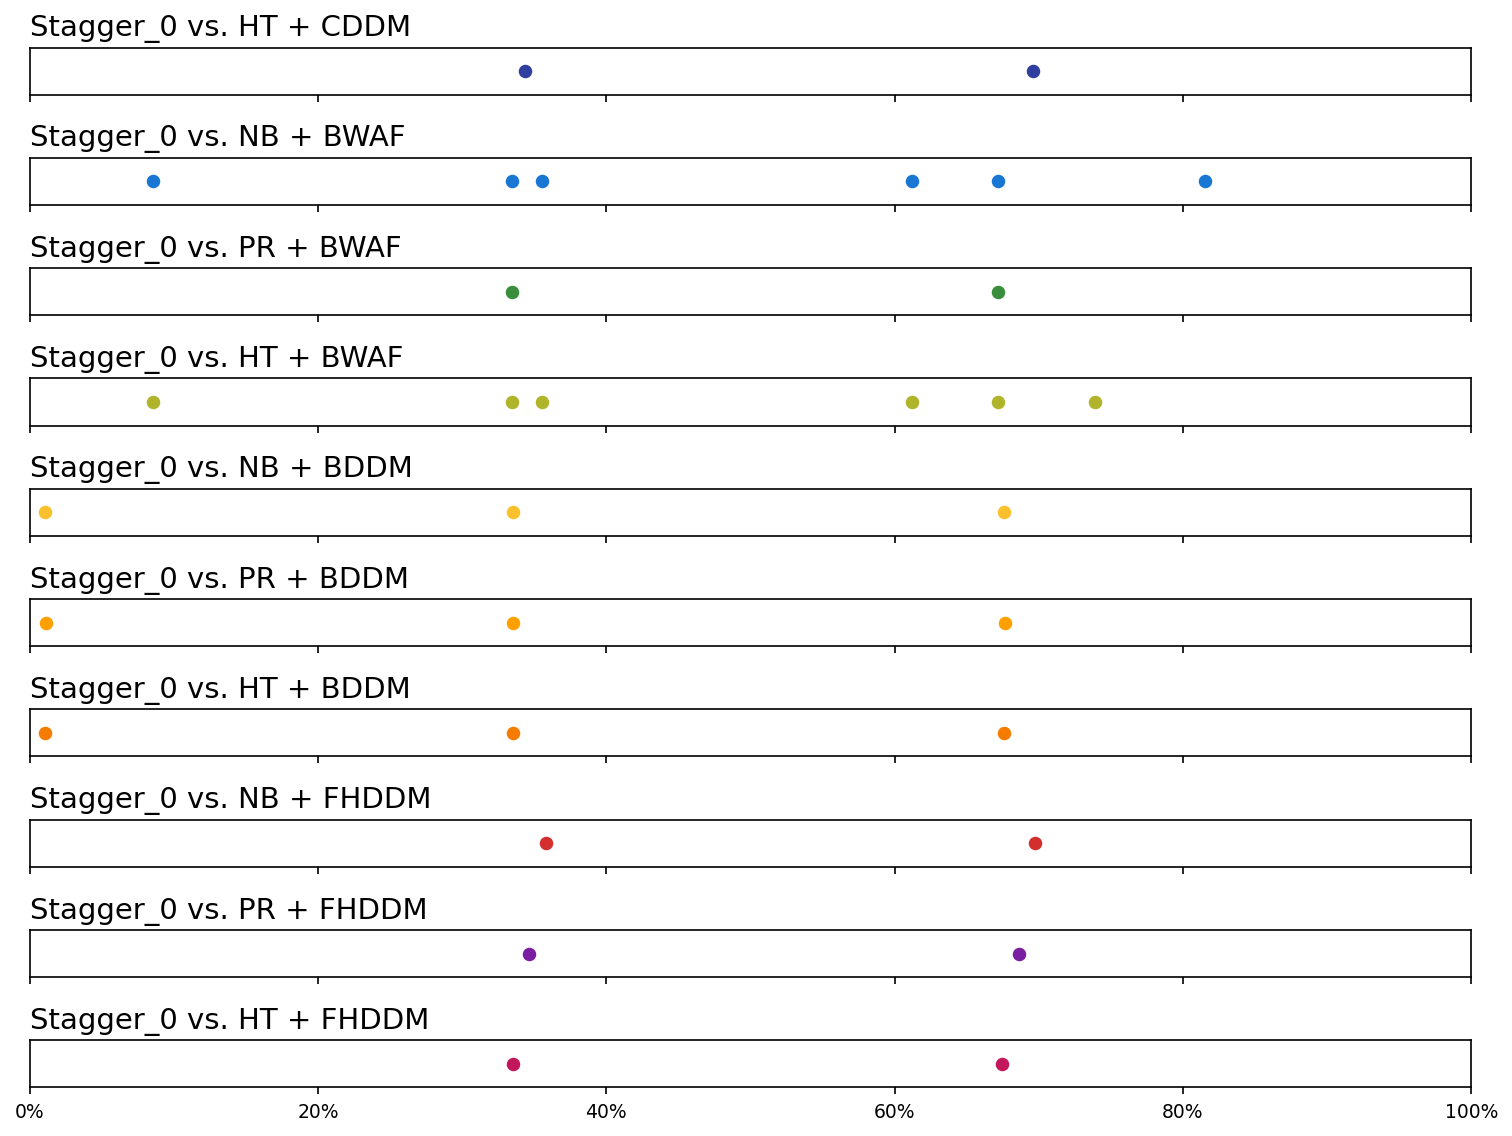 Stagger_0 vs. HT + CDDM
Stagger_0 vs. NB + BWAF
Stagger_0 vs. PR + BWAF
Stagger_0 vs. HT + BWAF
Stagger_0 vs. NB + BDDM
Stagger_0 vs. PR + BDDM
Stagger_0 vs. HT + BDDM
Stagger_0 vs. NB + FHDDM
Stagger_0 vs. PR + FHDDM
Stagger_0 vs. HT + FHDDM
0% 20% 40% 60% 80% 100%